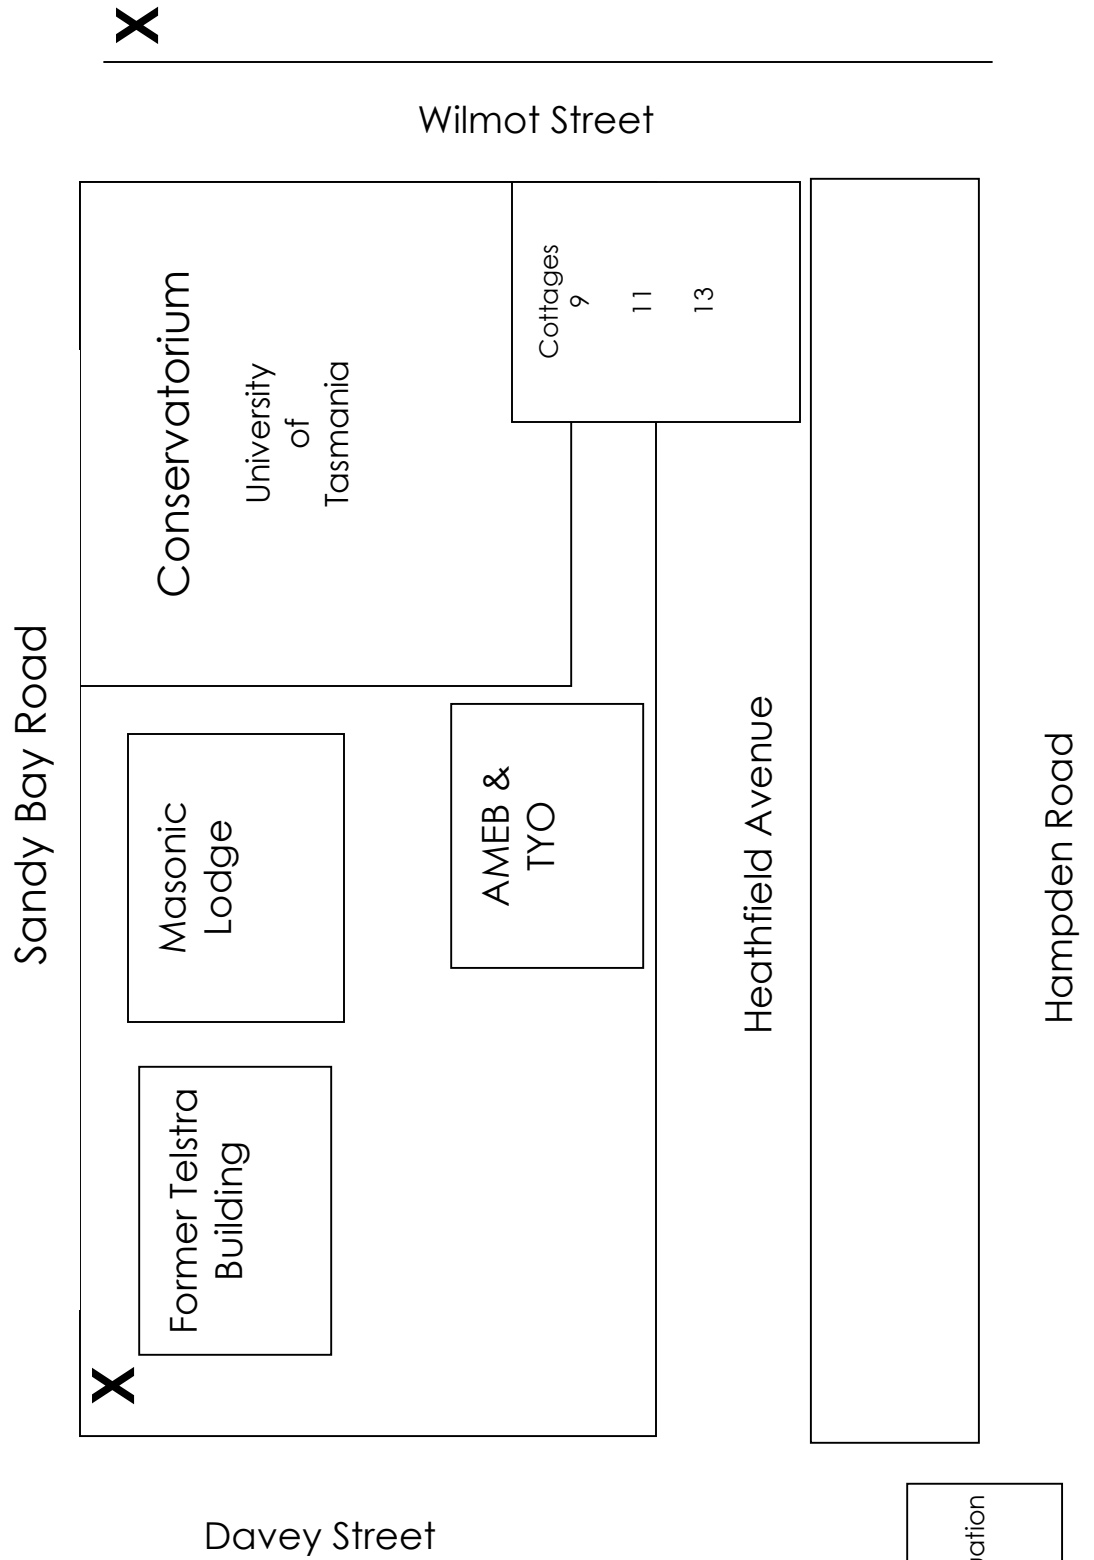 X
Wilmot Street
Sandy Bay Road
Conservatorium
University
of
Tasmania
Cottages
9
11
13
Masonic
Lodge
AMEB &
TYO
Heathfield Avenue
Hampden Road
Former Telstra
Building
X
Davey Street